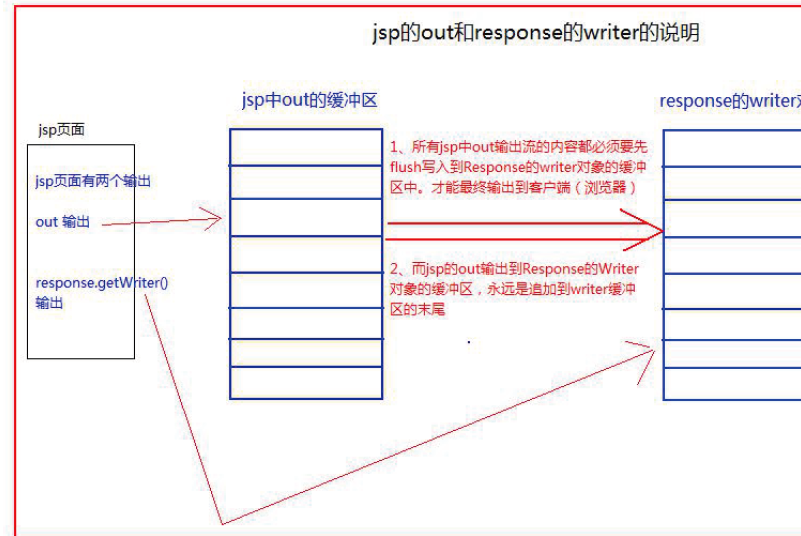 jsp的out和response的writer的说明
jsp中out的缓冲区
response的writer对
jsp页面
jsp页面有两个输出
out 输出
response.getWriter()
输出
1、所有jsp中out输出流的内容都必须要先
flush写入到Response的writer对象的缓冲
区中。才能最终输出到客户端（浏览器）
2、而jsp的out输出到Response的Writer
对象的缓冲区，永远是追加到writer缓冲
区的末尾